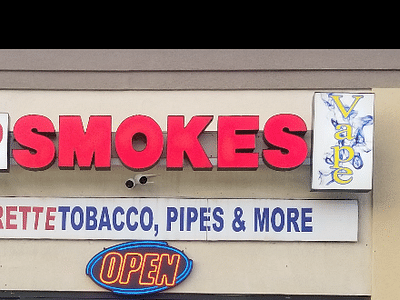 SMOKES
Vape
RETTE TOBACCO, PIPES & MORE
OPEN